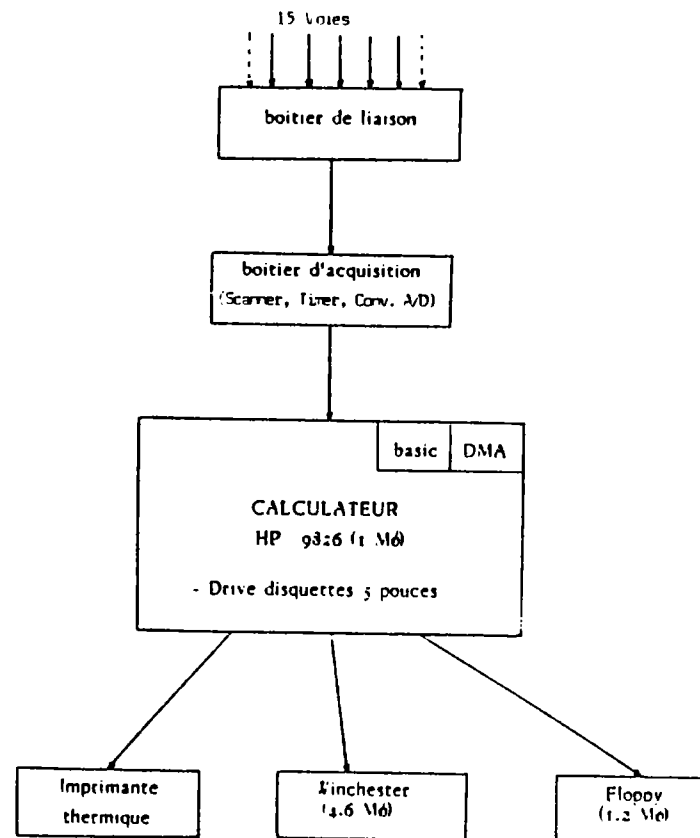 15 Voies
boitier de liaison
boitier d'acquisition
(Scanner, Timer, Conv. A/D)
basic DMA
CALCULATEUR
HP 9826 (1 Mo)
- Drive disquettes 5 pouces
Imprimante
thermique
Winchester
(4.6 Mo)
Floppy
(1.2 Mo)